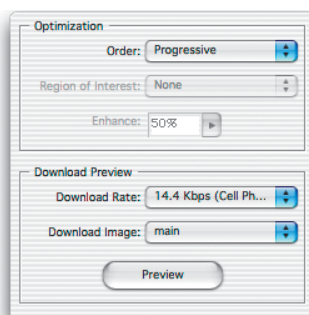 Optimization
Order: Progressive
Region of Interest: None
Enhance: 50%
Download Preview
Download Rate: 14.4 Kbps (Cell Ph...
Download Image: main
Preview